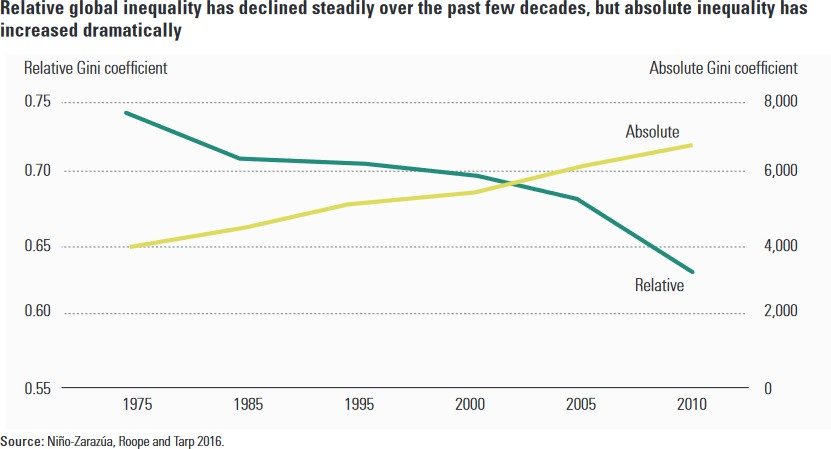 Relative global inequality has declined steadily over the past few decades, but absolute inequality has
increased dramatically
Relative Gini coefficient
Absolute Gini coefficient
0.75
8,000
Absolute
0.70
6,000
0.65
4,000
Relative
0.60
2,000
0.55
0
1975
1985
1995
2000
2005
2010
Source: Niño-Zarazúa, Roope and Tarp 2016.